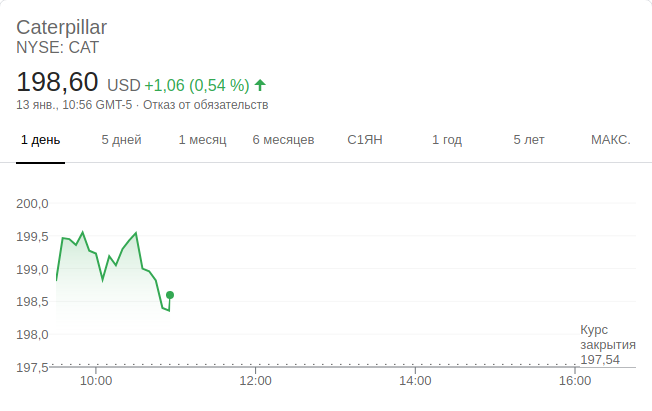 Caterpillar
NYSE: CAT
198,60 USD +1,06 (0,54 %)
13 янв., 10:56 GMT-5 · Отказ от обязательств
1 день 5 дней 1 месяц 6 месяцев С1ЯН 1 год 5 лет МАКС.
200,0
199,5
199,0
198,5
198,0
197,5
Курс
закрытия
197,54
10:00 12:00 14:00 16:00